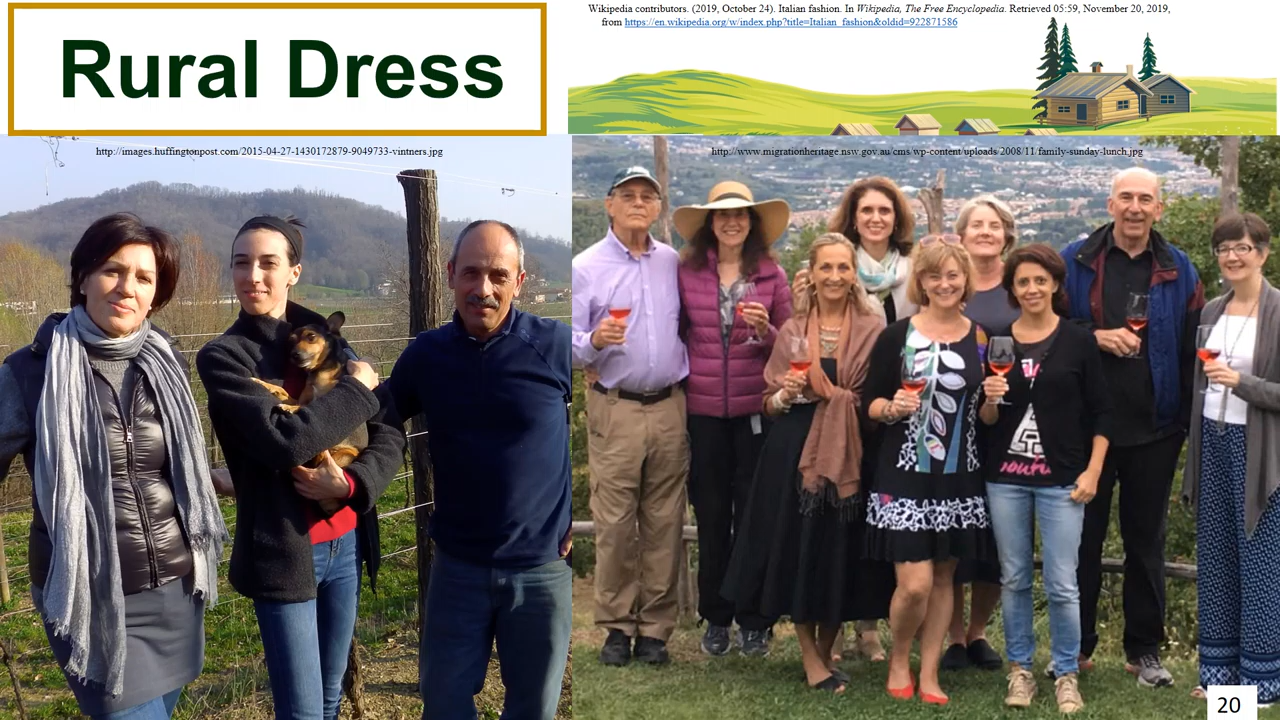 Rural Dress
Wikipedia contributors. (2019, October 24). Italian fashion. In Wikipedia, The Free Encyclopedia. Retrieved 05:59, November 20, 2019,
from https://en.wikipedia.org/w/index.php?title=Italian_fashion&oldid=922871586
http://images.huffingtonpost.com/2015-04-27-1430172879-9049733-vintners.jpg
http://www.migrationheritage.nsw.gov.au/cms/wp-content/uploads/2008/11.family-sunday-lunch.jpg
20